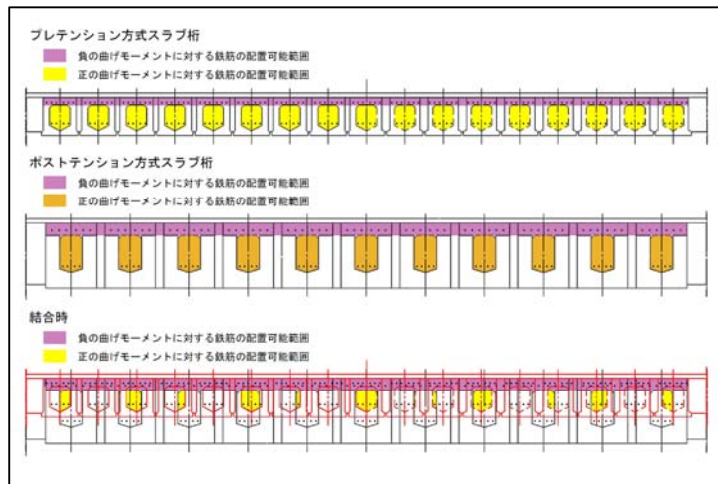 プレテンション方式スラブ桁
負の曲げモーメントに対する鉄筋の配置可能範囲
正の曲げモーメントに対する鉄筋の配置可能範囲
ポストテンション方式スラブ桁
負の曲げモーメントに対する鉄筋の配置可能範囲
正の曲げモーメントに対する鉄筋の配置可能範囲
結合時
負の曲げモーメントに対する鉄筋の配置可能範囲
正の曲げモーメントに対する鉄筋の配置可能範囲